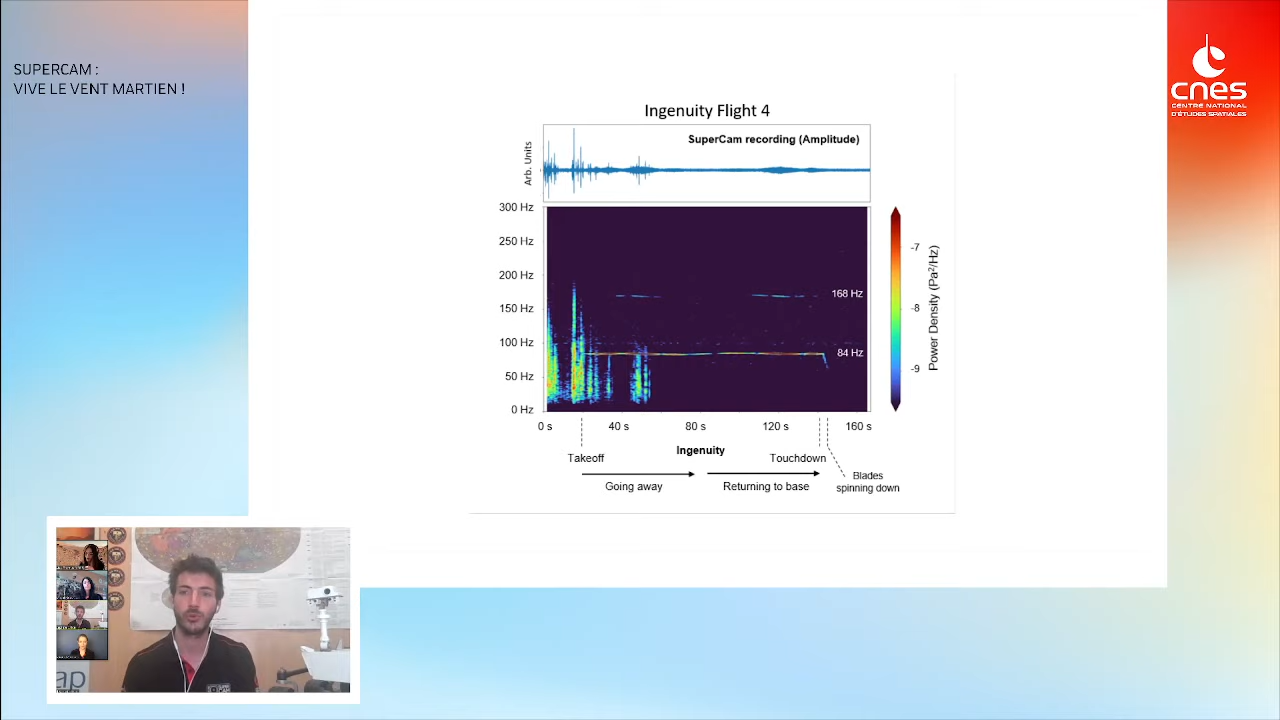 SUPERCAM :
VIVE LE VENT MARTIEN !
cnes
CENTRE NATIONAL
D'ÉTUDES SPATIALES
Ingenuity Flight 4
SuperCam recording (Amplitude)
Arb. Units
300 Hz
250 Hz
200 Hz
150 Hz
100 Hz
50 Hz
0 Hz
168 Hz
84 Hz
-7
-8
-9
Power Density (Pa²/Hz)
0 s
40 s
80 s
120 s
160 s
Ingenuity
Takeoff
Touchdown
Going away
Returning to base
Blades
spinning down
ap